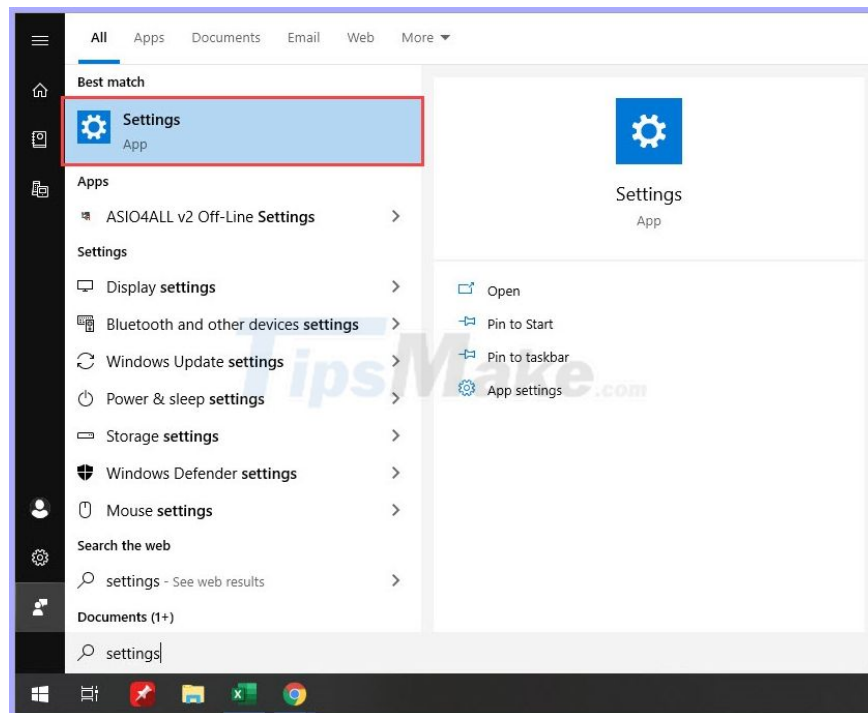 All Apps Documents Email Web More
Best match
Settings
App
Apps
ASIO4ALL v2 Off-Line Settings
Settings
Display settings
Bluetooth and other devices settings
Windows Update settings
Power & sleep settings
Storage settings
Windows Defender settings
Mouse settings
Search the web
settings - See web results
Documents (1+)
settings
Settings
App
Open
Pin to Start
Pin to taskbar
App settings
TipsMake.com